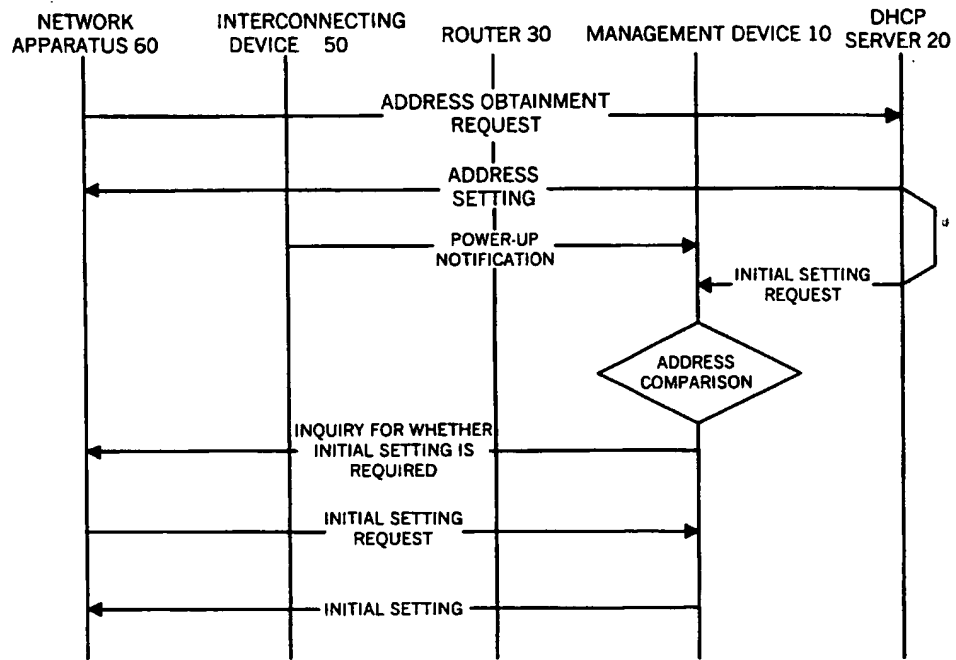 NETWORK
APPARATUS 60
INTERCONNECTING
DEVICE 50
ROUTER 30
MANAGEMENT DEVICE 10
DHCP
SERVER 20
ADDRESS OBTAINMENT
REQUEST
ADDRESS
SETTING
POWER-UP
NOTIFICATION
INITIAL SETTING
REQUEST
ADDRESS
COMPARISON
INQUIRY FOR WHETHER
INITIAL SETTING IS
REQUIRED
INITIAL SETTING
REQUEST
INITIAL SETTING